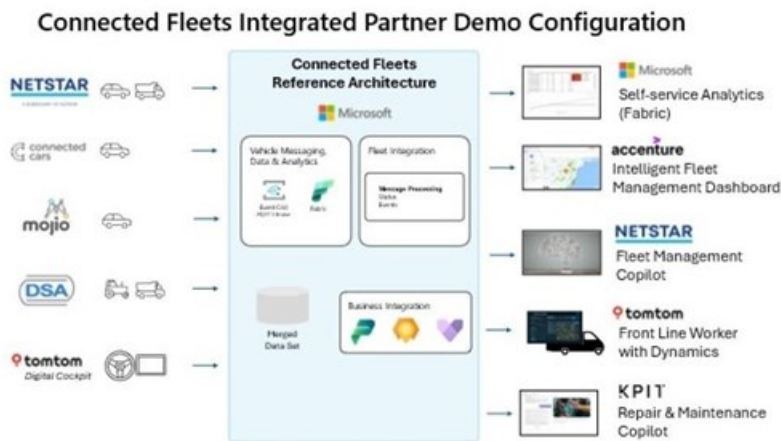 Connected Fleets Integrated Partner Demo Configuration
NETSTAR
connected
cars
mojio
DSA
tomtom
Digital Cockpit
Connected Fleets
Reference Architecture
Microsoft
Vehicle Messaging,
Data & Analytics
Fabric
Fleet Integration
Message Processing
Status
Events
Merged
Data Set
Business Integration
Microsoft
Self-service Analytics
(Fabric)
accenture
Intelligent Fleet
Management Dashboard
NETSTAR
Fleet Management
Copilot
tomtom
Front Line Worker
with Dynamics
KPIT
Repair & Maintenance
Copilot